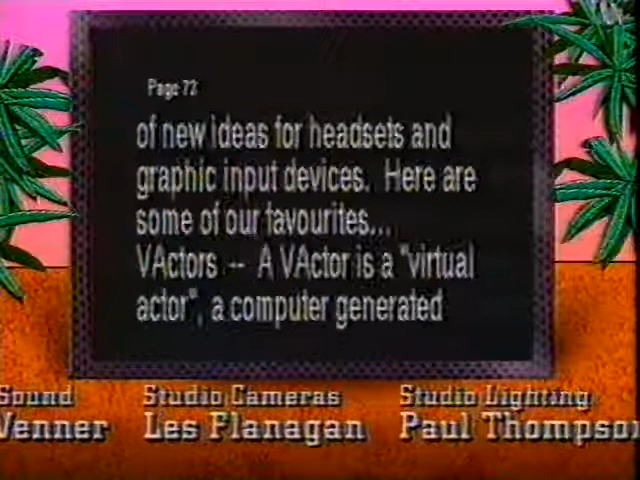 Page 72
of new ideas for headsets and
graphic input devices. Here are
some of our favourites...
VActors -- A VActor is a "virtual
actor", a computer generated
Sound
Venner
Studio Cameras
Les Flanagan
Studio Lighting
Paul Thompso